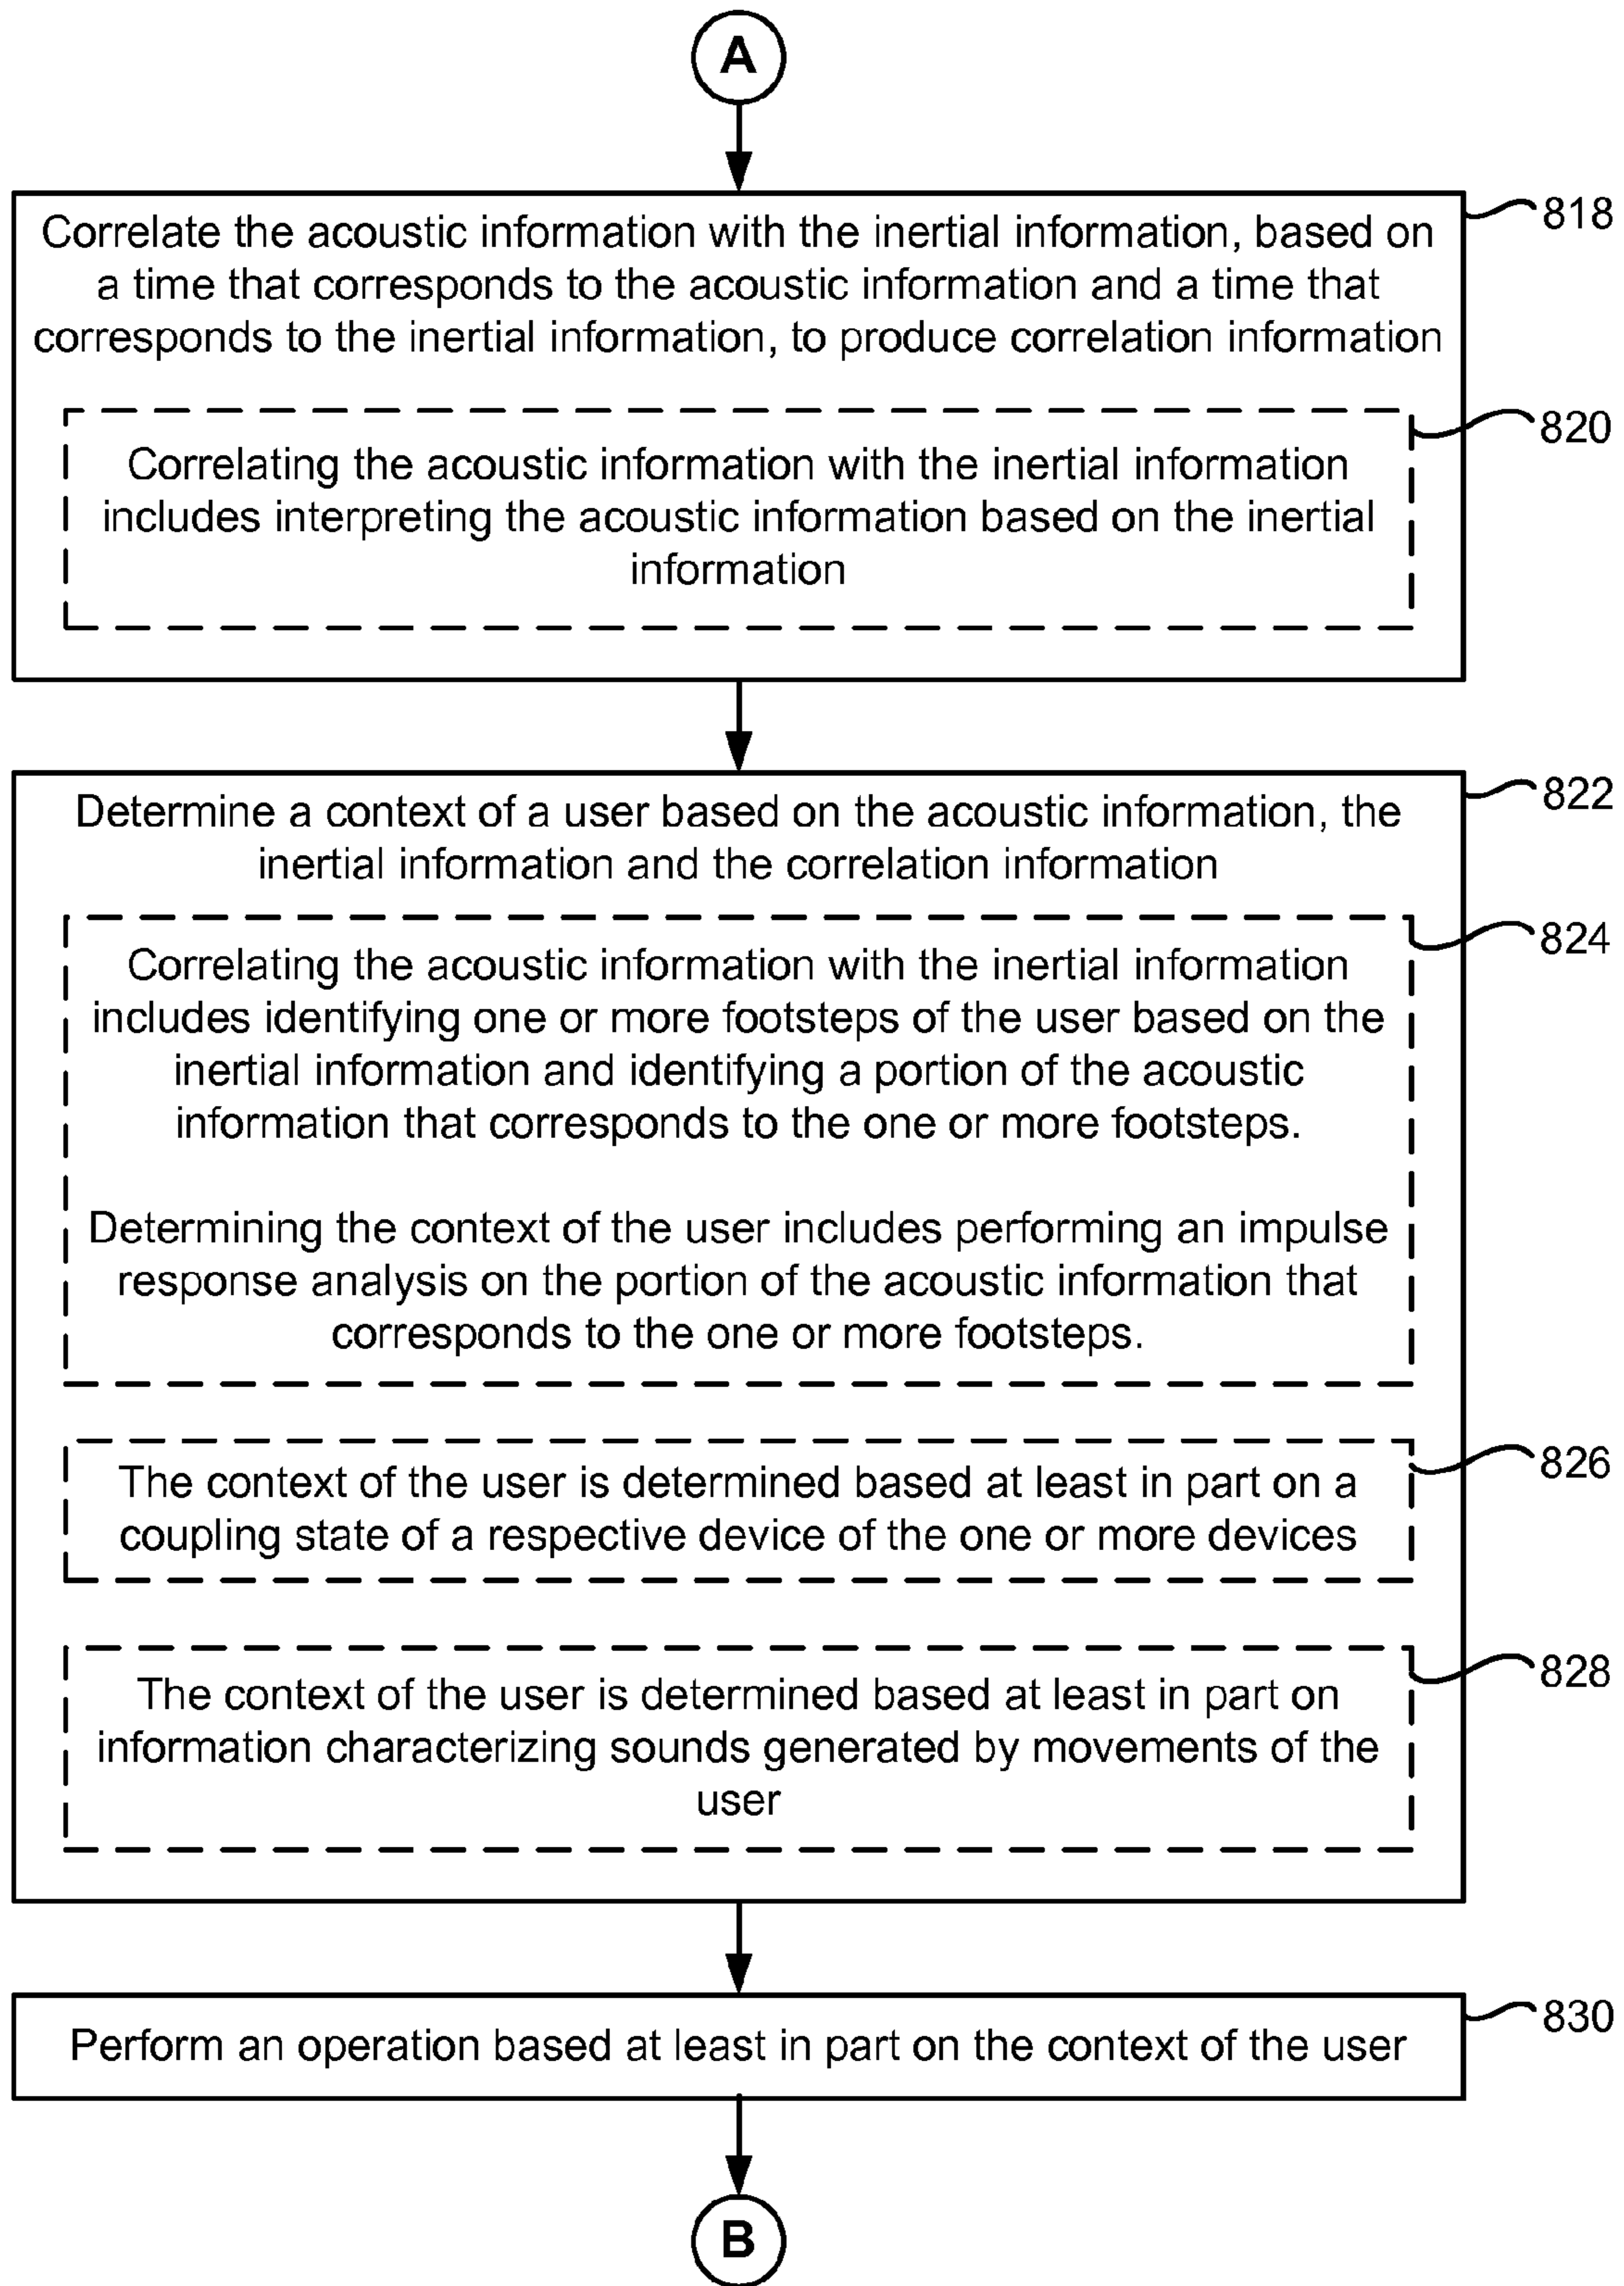 A
Correlate the acoustic information with the inertial information, based on
a time that corresponds to the acoustic information and a time that
corresponds to the inertial information, to produce correlation information
818
Correlating the acoustic information with the inertial information
includes interpreting the acoustic information based on the inertial
information
820
Determine a context of a user based on the acoustic information, the
inertial information and the correlation information
822
Correlating the acoustic information with the inertial information
includes identifying one or more footsteps of the user based on the
inertial information and identifying a portion of the acoustic
information that corresponds to the one or more footsteps.
Determining the context of the user includes performing an impulse
response analysis on the portion of the acoustic information that
corresponds to the one or more footsteps.
824
The context of the user is determined based at least in part on a
coupling state of a respective device of the one or more devices
826
The context of the user is determined based at least in part on
information characterizing sounds generated by movements of the
user
828
Perform an operation based at least in part on the context of the user
830
B